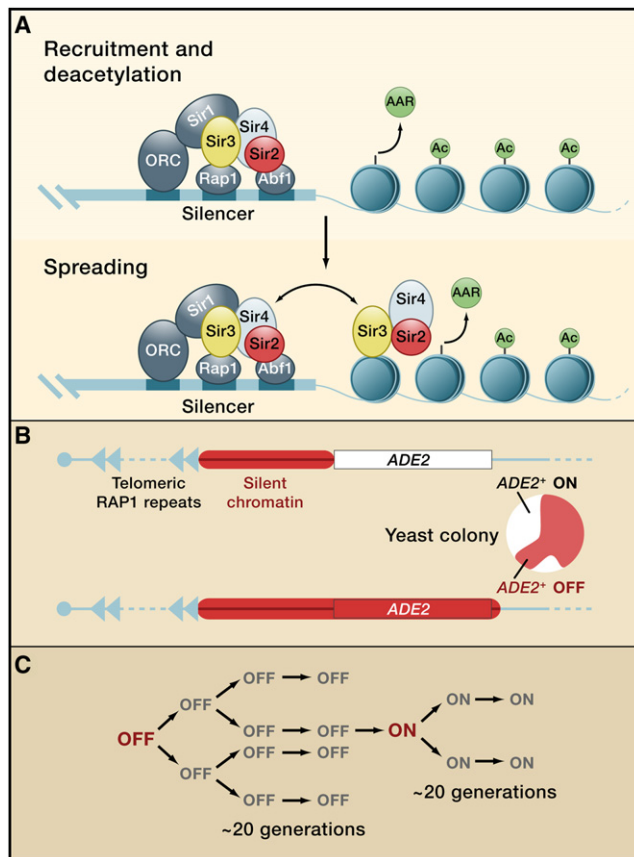 A
Recruitment and
deacetylation
AAR
Sir1
Sir4
Sir3
Sir2
ORC
Rap1
Abf1
Ac
Ac
Ac
Silencer
Spreading
Sir1
Sir4
Sir3
Sir2
ORC
Rap1
Abf1
Sir4
Sir3
Sir2
AAR
Ac
Ac
Silencer
B
ADE2
Telomeric
RAP1 repeats
Silent
chromatin
ADE2+ ON
Yeast colony
ADE2+ OFF
ADE2
C
OFF OFF
OFF
OFF OFF ON
ON ON
OFF
OFF OFF
OFF
ON ON
OFF OFF
~20 generations
~20 generations